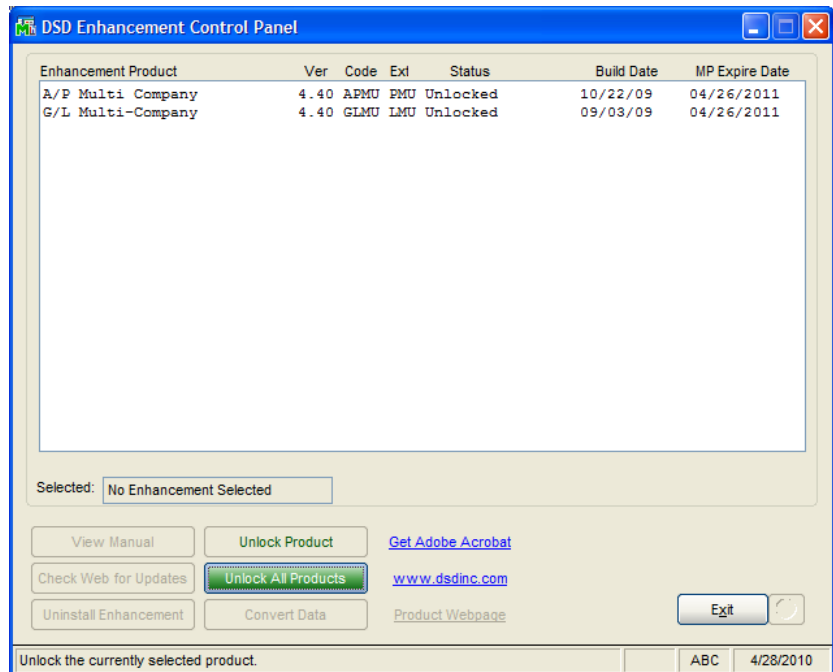 DSD Enhancement Control Panel
Enhancement Product Ver Code Ext Status Build Date MP Expire Date
A/P Multi Company 4.40 APMU PMU Unlocked 10/22/09 04/26/2011
G/L Multi-Company 4.40 GLMU LMU Unlocked 09/03/09 04/26/2011
Selected: No Enhancement Selected
View Manual Unlock Product Get Adobe Acrobat
Check Web for Updates Unlock All Products www.dsdinc.com
Uninstall Enhancement Convert Data Product Webpage Exit
Unlock the currently selected product. ABC 4/28/2010